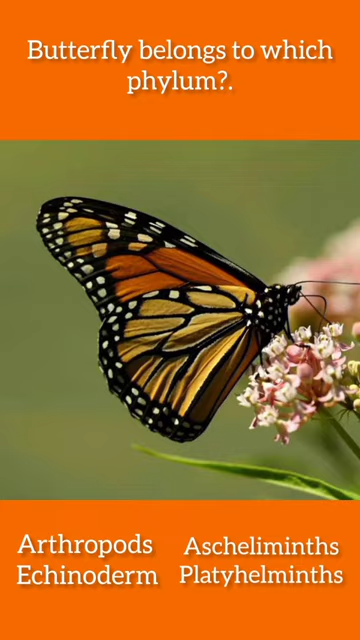 Butterfly belongs to which
phylum?.
Arthropods
Ascheliminths
Echinoderm
Platyhelminths